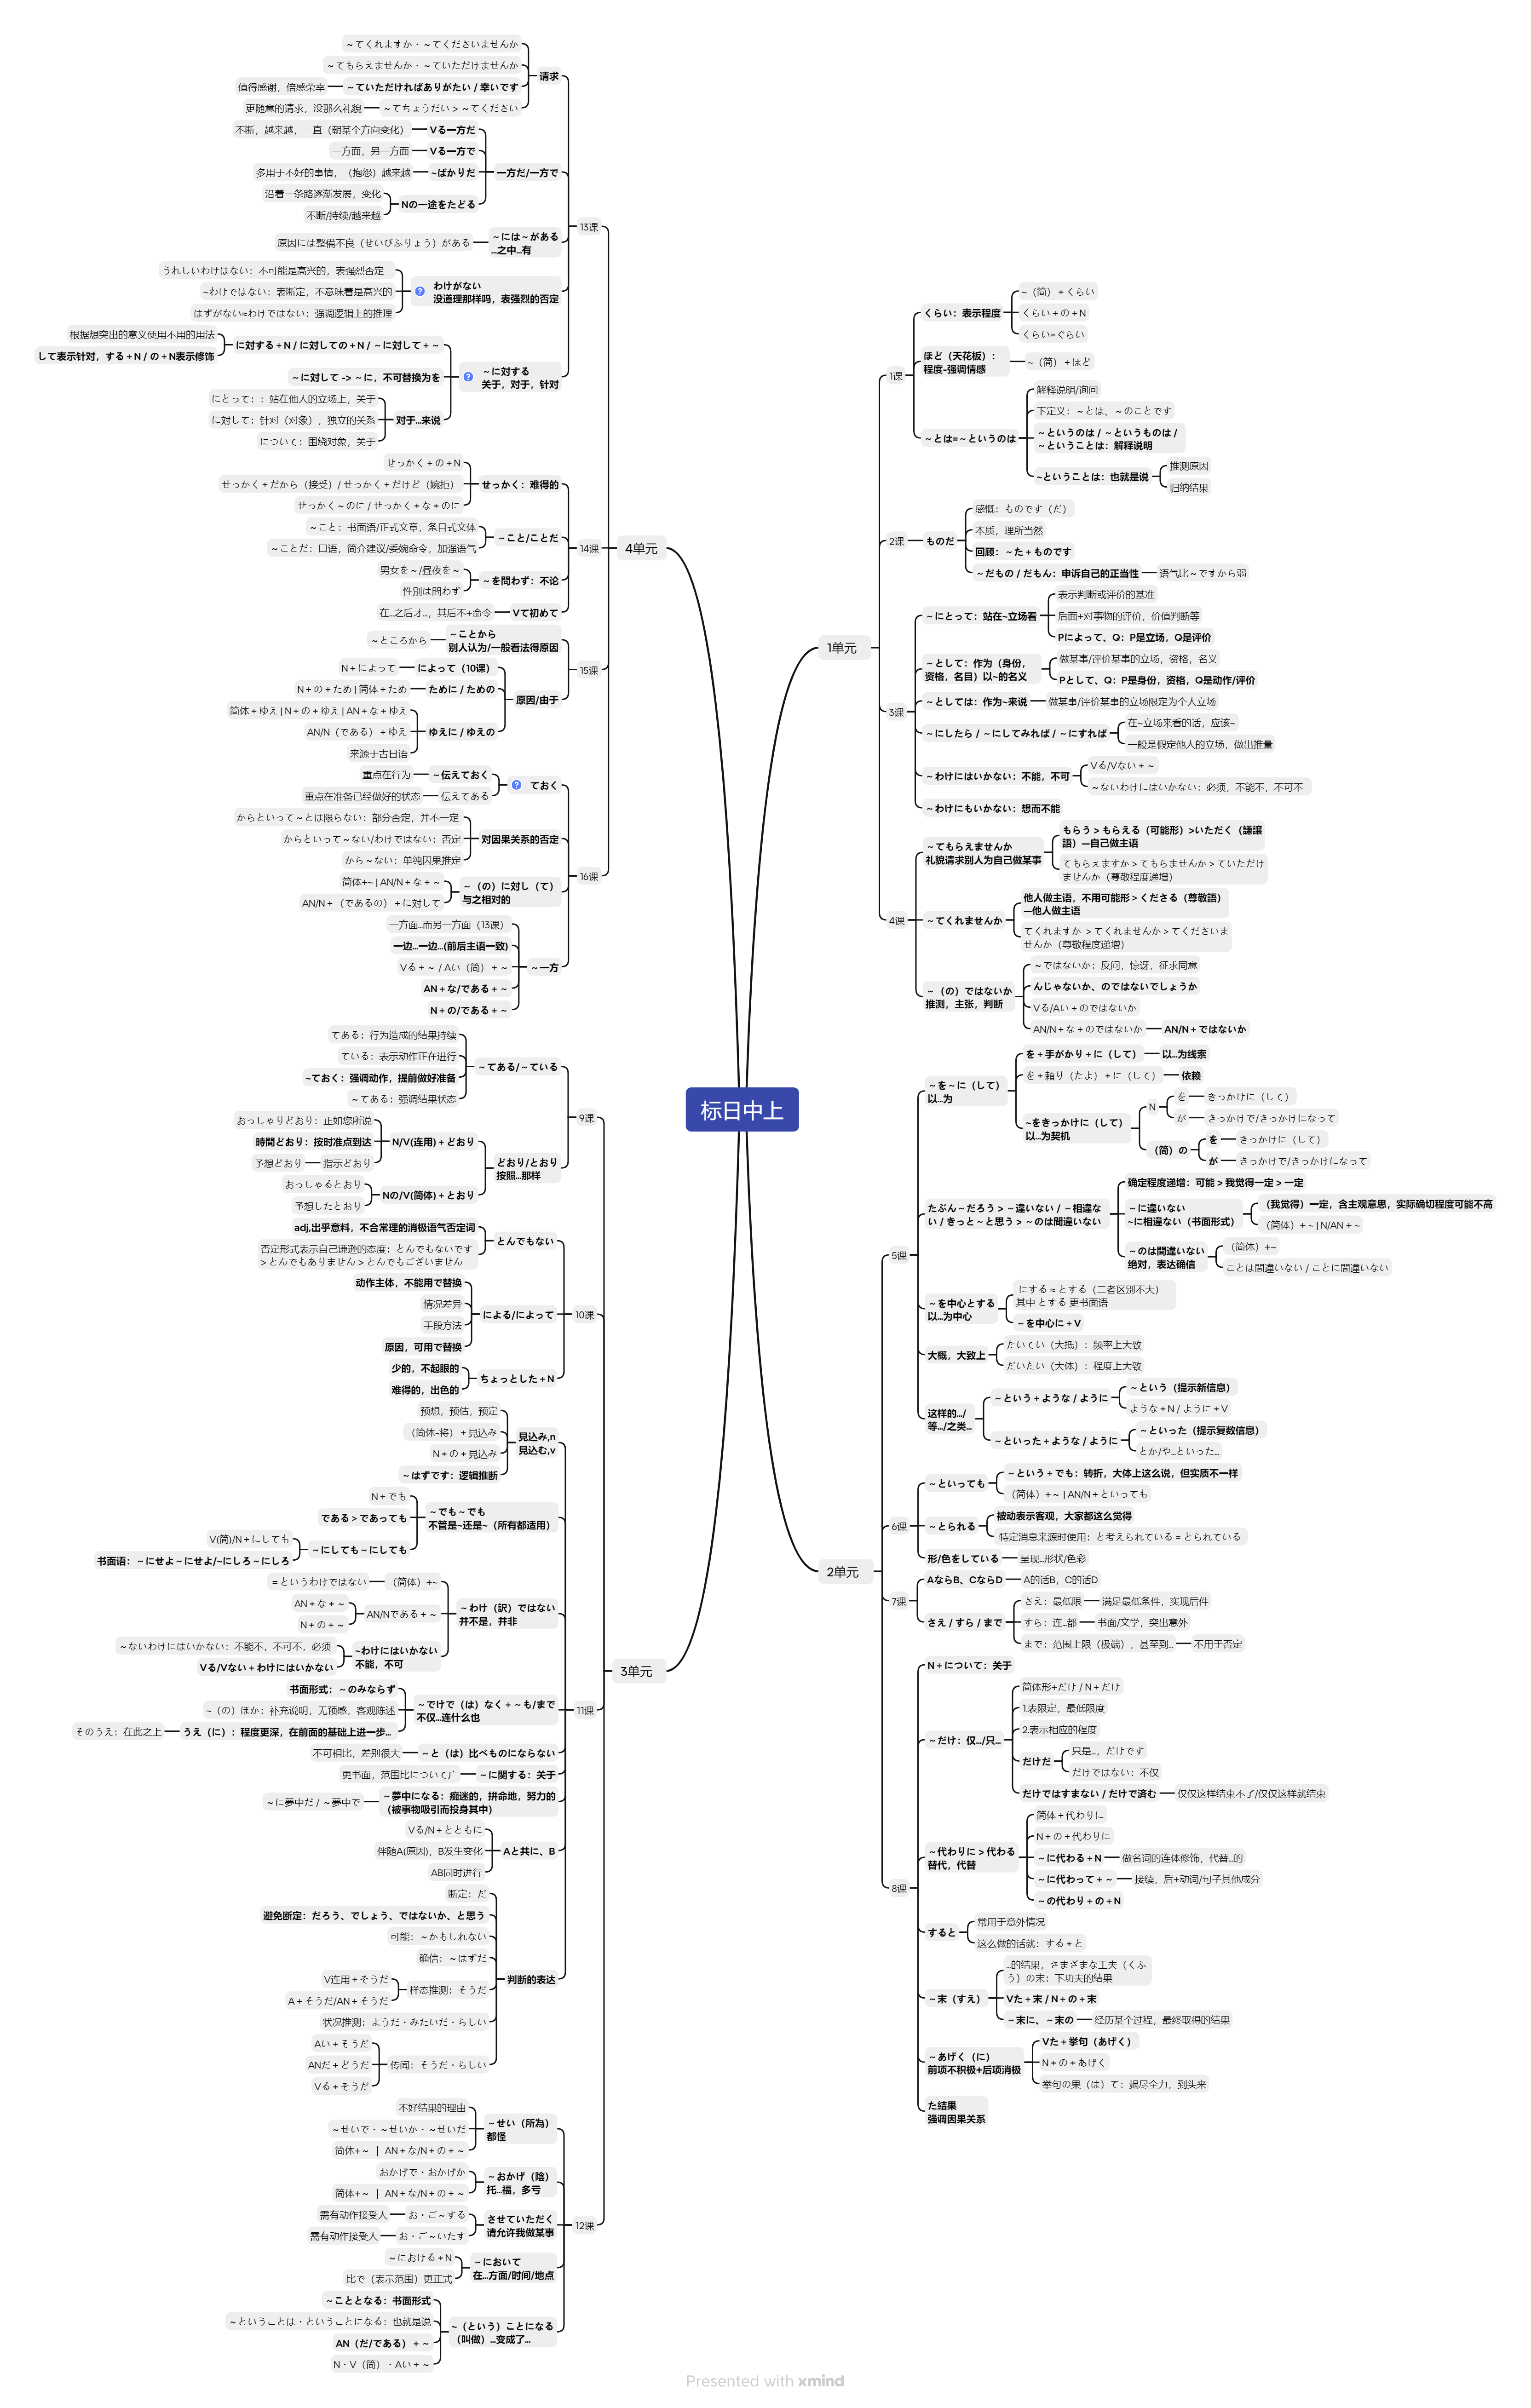 标日中上
1单元
1课
くらい：表示程度
~（简）+くらい
くらい+の+N
くらい=ぐらい
ほど（天花板）：
程度-强调情感
~（简）+ほど
~とは=~というのは
解释说明/询问
下定义：~とは、~のことです
~というのは / ~というものは /
~ということは：解释说明
~ということは：也就是说
推测原因
归纳结果
2课
ものだ
感慨：ものです（だ）
本质，理所当然
回顾：~た+ものです
~だもの / だもん：申诉自己的正当性
语气比~ですから弱
3课
~にとって：站在~立场看
表示判断或评价的基准
后面+对事物的评价，价值判断等
Pによって、Q：P是立场，Q是评价
~として：作为（身份，
资格，名目）以~的名义
做某事/评价某事的立场，资格，名义
Pとして、Q：P是身份，资格，Q是动作/评价
~としては：作为~来说
做某事/评价某事的立场限定为个人立场
~にしたら / ~にしてみれば / ~にすれば
在~立场来看的话，应该~
一般是假定他人的立场，做出推量
~わけにはいかない：不能，不可
Vる/Vない+~
~ないわけにはいかない：必须，不能不，不可不
~わけにもいかない：想而不能
4课
~てもらえませんか
礼貌请求别人为自己做某事
もらう > もらえる（可能形）>いただく（謙譲
語）—自己做主语
てもらえますか > てもらませんか > ていただけ
ませんか（尊敬程度递增）
~てくれませんか
他人做主语，不用可能形 > くださる（尊敬語）
—他人做主语
てくれますか > てくれませんか > てくださいま
せんか（尊敬程度递增）
~（の）ではないか
推测，主张，判断
~ではないか：反问，惊讶，征求同意
んじゃないか、のではないでしょうか
Vる/Aい+のではないか
AN/N+な+のではないか
AN/N+ではないか
2单元
5课
~を~に（して）
以...为
を+手がかり+に（して）
以...为线索
を+頼り（たよ）+に（して）
依赖
~をきっかけに（して）
以...为契机
N
を
きっかけに（して）
が
きっかけで/きっかけになって
（简）の
を
きっかけに（して）
が
きっかけで/きっかけになって
たぶん~だろう > ~違いない / ~相違な
い / きっと~と思う > ~のは間違いない
确定程度递增：可能 > 我觉得一定 > 一定
~に違いない
~に相違ない（书面形式）
（我觉得）一定，含主观意思，实际确切程度可能不高
（简体）+~ | N/AN+~
~のは間違いない
绝对，表达确信
（简体）+~
ことは間違いない / ことに間違いない
~を中心とする
以...为中心
にする ≈ とする（二者区别不大）
其中 とする 更书面语
~を中心に+V
大概，大致上
たいてい（大抵）：频率上大致
だいたい（大体）：程度上大致
这样的.../
等.../之类...
~という+ような / ように
~という（提示新信息）
ような+N / ように+V
~といった+ような / ように
~といった（提示复数信息）
とか/や...といった...
6课
~といっても
~という+でも：转折，大体上这么说，但实质不一样
（简体）+~ | AN/N+といっても
~とられる
被动表示客观，大家都这么觉得
特定消息来源时使用：と考えられている=とられている
形/色をしている
呈现...形状/色彩
7课
AならB、CならD
A的话B，C的话D
さえ / すら / まで
さえ：最低限
满足最低条件，实现后件
すら：连...都
书面/文学，突出意外
まで：范围上限（极端），甚至到...
不用于否定
8课
N+について：关于
~だけ：仅.../只...
简体形+だけ / N+だけ
1.表限定，最低限度
2.表示相应的程度
だけだ
只是...，だけです
だけではない：不仅
だけではすまない / だけで済む
仅仅这样结束不了/仅仅这样就结束
~代わりに > 代わる
替代，代替
简体+代わりに
N+の+代わりに
~に代わる+N
做名词的连体修饰，代替...的
~に代わって+~
接续，后+动词/句子其他成分
~の代わり+の+N
すると
常用于意外情况
这么做的话就：する+と
~末（すえ）
...的结果，さまざまな工夫（くふ
う）の末：下功夫的结果
Vた+末 / N+の+末
~末に、~末の
经历某个过程，最终取得的结果
~あげく（に）
前项不积极+后项消极
Vた+挙句（あげく）
N+の+あげく
挙句の果（は）て：竭尽全力，到头来
た結果
强调因果关系
3单元
9课
~てある/~ている
てある：行为造成的结果持续
ている：表示动作正在进行
~ておく：强调动作，提前做好准备
~てある：强调结果状态
どおり/とおり
按照...那样
N/V(连用)+どおり
おっしゃりどおり：正如您所说
時間どおり：按时准点到达
指示どおり
予想どおり
Nの/V(简体)+とおり
おっしゃるとおり
予想したとおり
10课
とんでもない
adj,出乎意料，不合常理的消极语气否定词
否定形式表示自己谦逊的态度：とんでもないです
> とんでもありません > とんでもございません
による/によって
动作主体，不能用で替换
情况差异
手段方法
原因，可用で替换
ちょっとした+N
少的，不起眼的
难得的，出色的
11课
見込み,n
見込む,v
预想，预估，预定
（简体-将）+見込み
N+の+見込み
~はずです：逻辑推断
~でも~でも
不管是~还是~（所有都适用）
N+でも
である > であっても
~にしても~にしても
V(简)/N+にしても
书面语：~にせよ~にせよ/~にしろ~にしろ
~わけ（訳）ではない
并不是，并非
（简体）+~
=というわけではない
AN/Nである+~
AN+な+~
N+の+~
~わけにはいかない
不能，不可
~ないわけにはいかない：不能不，不可不，必须
Vる/Vない+わけにはいかない
~でけで（は）なく+~も/まで
不仅...连什么也
书面形式：~のみならず
~（の）ほか：补充说明，无预感，客观陈述
うえ（に）：程度更深，在前面的基础上进一步...
そのうえ：在此之上
~と（は）比べものにならない
不可相比，差别很大
~に関する：关于
更书面，范围比について广
~夢中になる：痴迷的，拼命地，努力的
（被事物吸引而投身其中）
~に夢中だ / ~夢中で
Aと共に、B
Vる/N+とともに
伴随A(原因)，B发生变化
AB同时进行
判断的表达
断定：だ
避免断定：だろう、でしょう、ではないか、と思う
可能：~かもしれない
确信：~はずだ
样态推测：そうだ
V连用+そうだ
A+そうだ/AN+そうだ
状况推测：ようだ・みたいだ・らしい
传闻：そうだ・らしい
Aい+そうだ
ANだ+どうだ
Vる+そうだ
12课
~せい（所為）
都怪
不好结果的理由
~せいで・~せいか・~せいだ
简体+~ | AN+な/N+の+~
~おかげ（陰）
托...福，多亏
おかげで・おかげか
简体+~ | AN+な/N+の+~
させていただく
请允许我做某事
お・ご~する
需有动作接受人
お・ご~いたす
需有动作接受人
~において
在...方面/时间/地点
~における+N
比で（表示范围）更正式
~（という）ことになる
（叫做）...变成了...
~こととなる：书面形式
~ということは・ということになる：也就是说
AN（だ/である）+~
N・V（简）・Aい+~
4单元
13课
请求
~てくれますか・~てくださいませんか
~てもらえませんか・~ていただけませんか
~ていただければありがたい / 幸いです
值得感谢，倍感荣幸
~てちょうだい > ~てください
更随意的请求，没那么礼貌
一方だ/一方で
Vる一方だ
不断，越来越，一直（朝某个方向变化）
Vる一方で
一方面，另一方面
~ばかりだ
多用于不好的事情，（抱怨）越来越
Nの一途をたどる
沿着一条路逐渐发展，变化
不断/持续/越来越
~には~がある
...之中...有
原因には整備不良（せいびふりょう）がある
わけがない
没道理那样吗，表强烈的否定
うれしいわけはない：不可能是高兴的，表强烈否定
~わけではない：表断定，不意味着是高兴的
はずがない≈わけではない：强调逻辑上的推理
~に対する
关于，对于，针对
に対する+N / に対しての+N / ~に対して+~
根据想突出的意义使用不用的用法
して表示针对，する+N / の+N表示修饰
~に対して -> ~に，不可替换为を
对于...来说
にとって：：站在他人的立场上，关于
に対して：针对（对象），独立的关系
について：围绕对象，关于
14课
せっかく：难得的
せっかく+の+N
せっかく+だから（接受）/ せっかく+だけど（婉拒）
せっかく~のに / せっかく+な+のに
~こと/ことだ
~こと：书面语/正式文章，条目式文体
~ことだ：口语，简介建议/委婉命令，加强语气
~を問わず：不论
男女を~/昼夜を~
性別は問わず
Vて初めて
在...之后才...，其后不+命令
15课
~ことから
别人认为/一般看法得原因
~ところから
原因/由于
によって（10课）
N+によって
ために / ための
N+の+ため | 简体+ため
ゆえに / ゆえの
简体+ゆえ | N+の+ゆえ | AN+な+ゆえ
AN/N（である）+ゆえ
来源于古日语
16课
ておく
~伝えておく
重点在行为
伝えてある
重点在准备已经做好的状态
对因果关系的否定
からといって~とは限らない：部分否定，并不一定
からといって~ない/わけではない：否定
から~ない：单纯因果推定
~（の）に対し（て）
与之相对的
简体+~ | AN/N+な+~
AN/N+（であるの）+に対して
~一方
一方面...而另一方面（13课）
一边...一边...(前后主语一致)
Vる+~ / Aい（简）+~
AN+な/である+~
N+の/である+~
Presented with xmind